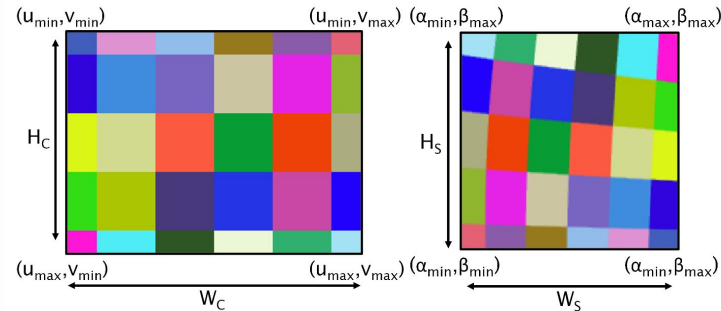 (u_min,v_min) (u_min,v_max) (α_min,β_max) (α_max,β_max)
H_C H_S
(u_max,v_min) (u_max,v_max) (α_min,β_min) (α_min,β_max)
W_C W_S